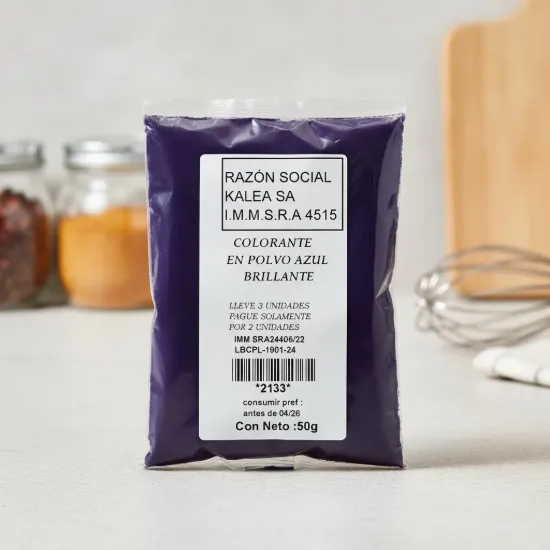 RAZÓN SOCIAL
KALEA SA
I.M.M.S.R.A 4515
COLORANTE
EN POLVO AZUL
BRILLANTE
LLEVE 3 UNIDADES
PAGUE SOLAMENTE
POR 2 UNIDADES
IMM SRA24406/22
LBCPL-1901-24
*2133*
consumir pref :
antes de 04/26
Con Neto :50g